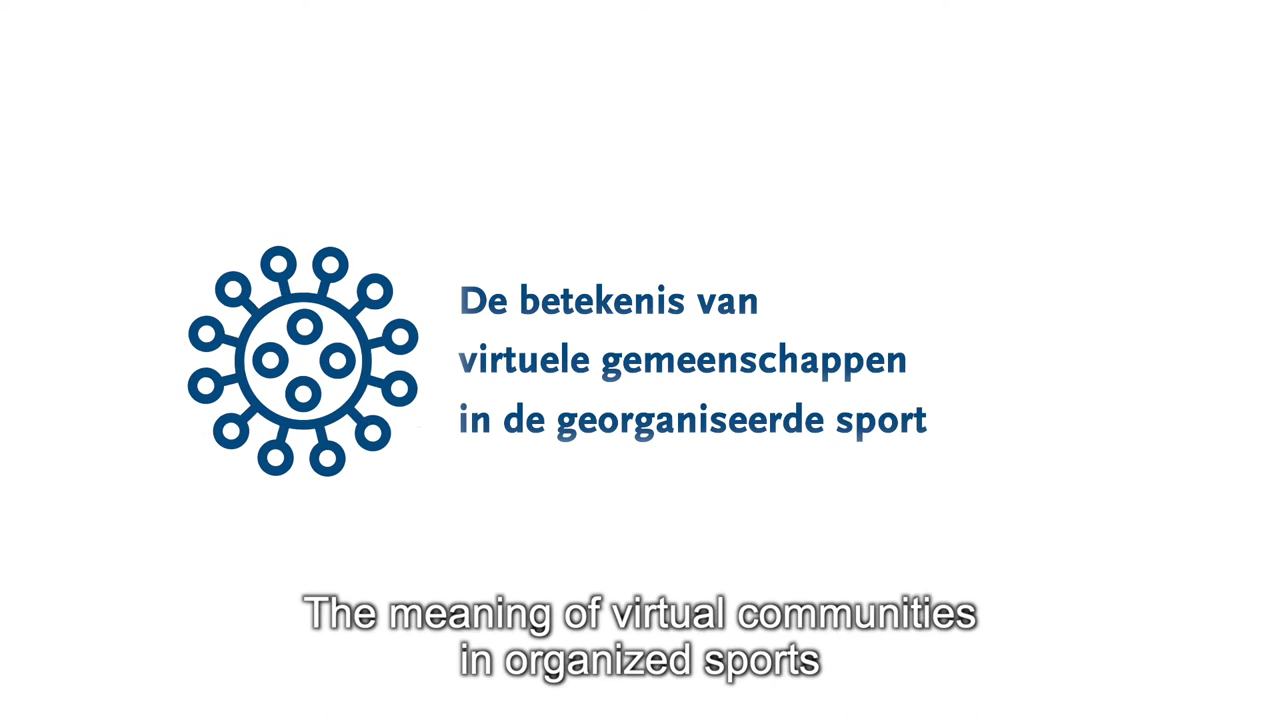 De betekenis van
virtuele gemeenschappen
in de georganiseerde sport
The meaning of virtual communities
in organized sports